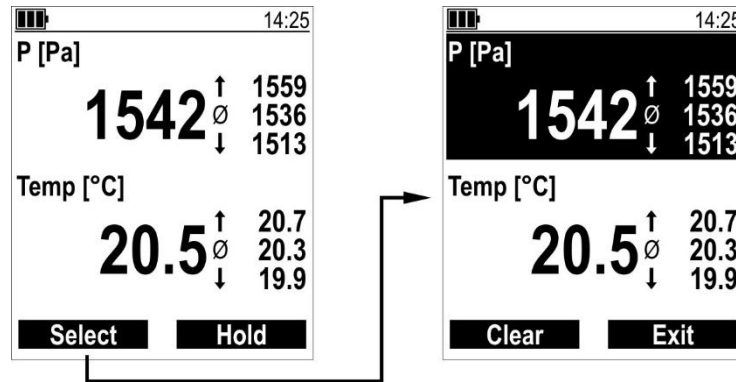 14:25
P [Pa]
1542
↑ 1559
Ø 1536
↓ 1513
Temp [°C]
20.5
↑ 20.7
Ø 20.3
↓ 19.9
Select Hold
14:25
P [Pa]
1542
↑ 1559
Ø 1536
↓ 1513
Temp [°C]
20.5
↑ 20.7
Ø 20.3
↓ 19.9
Clear Exit